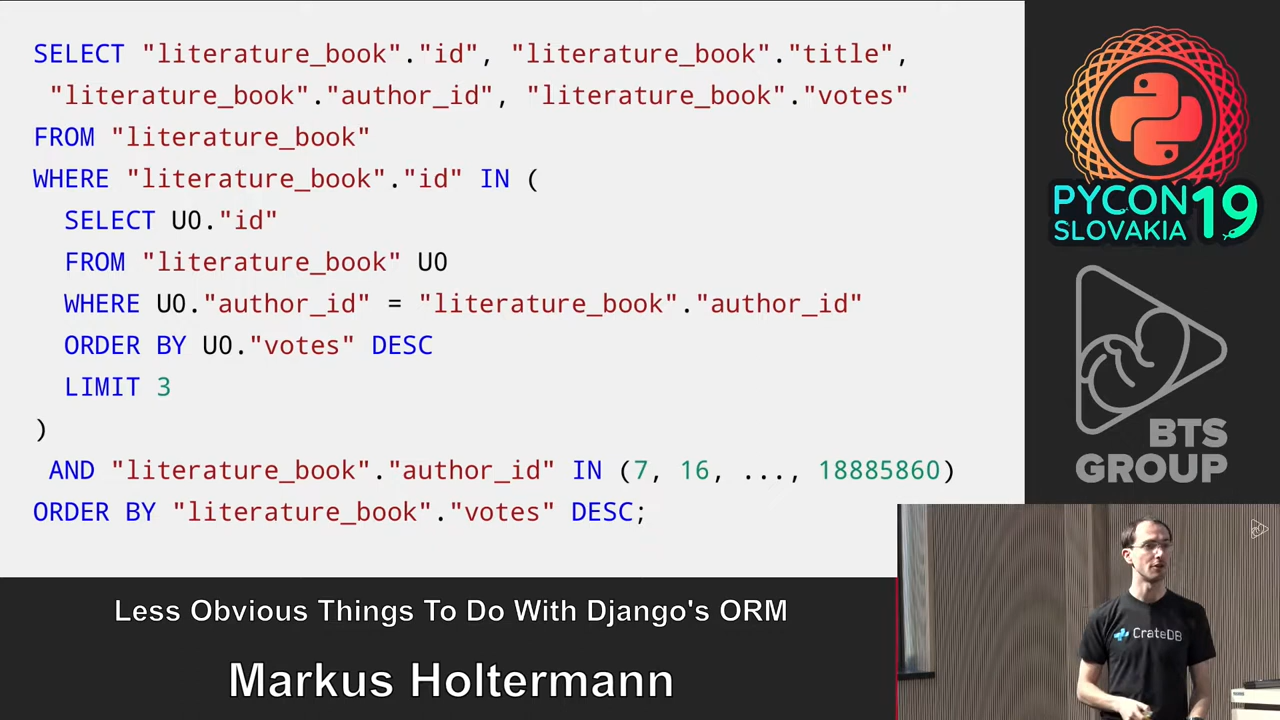 SELECT "literature_book"."id", "literature_book"."title",
"literature_book"."author_id", "literature_book"."votes"
FROM "literature_book"
WHERE "literature_book"."id" IN (
SELECT U0."id"
FROM "literature_book" U0
WHERE U0."author_id" = "literature_book"."author_id"
ORDER BY U0."votes" DESC
LIMIT 3
)
AND "literature_book"."author_id" IN (7, 16, ..., 18885860)
ORDER BY "literature_book"."votes" DESC;
PYCON 19
SLOVAKIA
BTS
GROUP
CrateDB
Less Obvious Things To Do With Django's ORM
Markus Holtermann